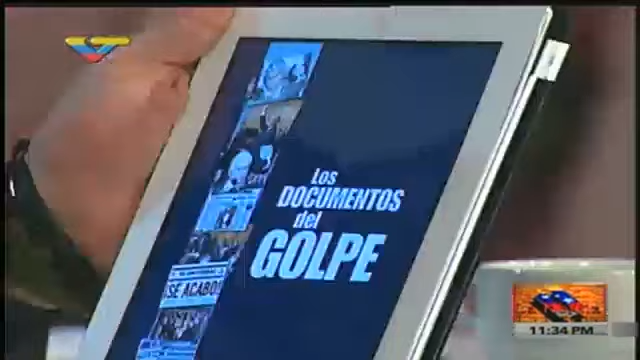 Los
DOCUMENTOS
del
GOLPE
¡SE ACABO!
11:34 PM